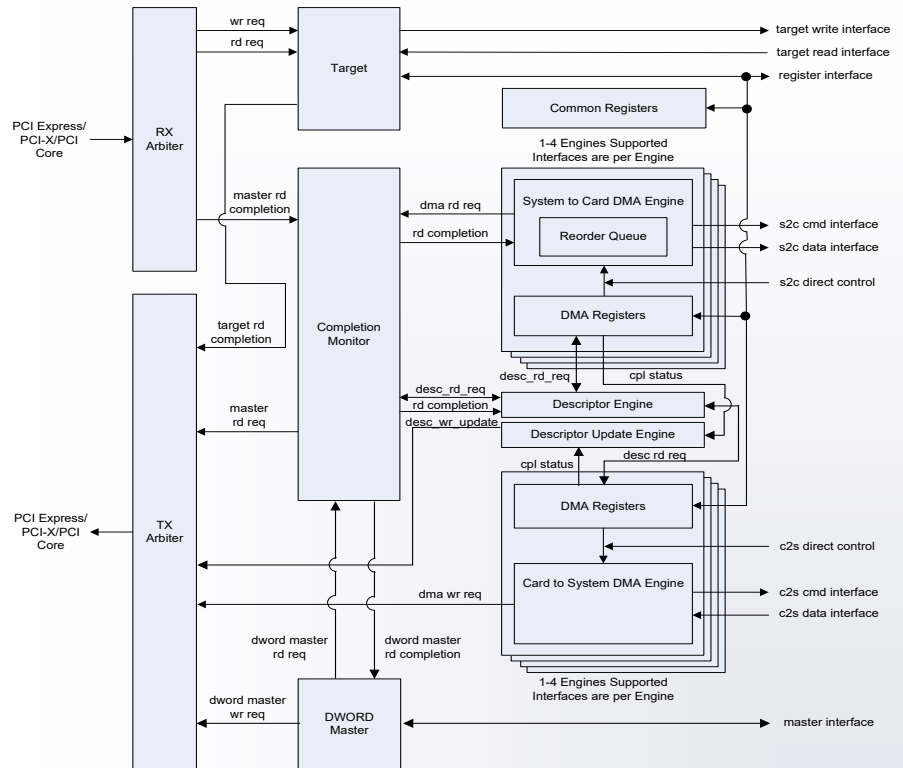 wr req
rd req
Target
target write interface
target read interface
register interface
PCI Express/
PCI-X/PCI
Core
RX
Arbiter
Common Registers
1-4 Engines Supported
Interfaces are per Engine
master rd
completion
dma rd req
rd completion
System to Card DMA Engine
Reorder Queue
s2c cmd interface
s2c data interface
s2c direct control
DMA Registers
target rd
completion
Completion
Monitor
desc_rd_req
cpl status
desc_rd_req
rd completion
desc_wr_update
Descriptor Engine
Descriptor Update Engine
master
rd req
cpl status
desc rd req
DMA Registers
PCI Express/
PCI-X/PCI
Core
TX
Arbiter
c2s direct control
Card to System DMA Engine
dma wr req
c2s cmd interface
c2s data interface
dword master
rd req
dword master
rd completion
1-4 Engines Supported
Interfaces are per Engine
dword master
wr req
DWORD
Master
master interface